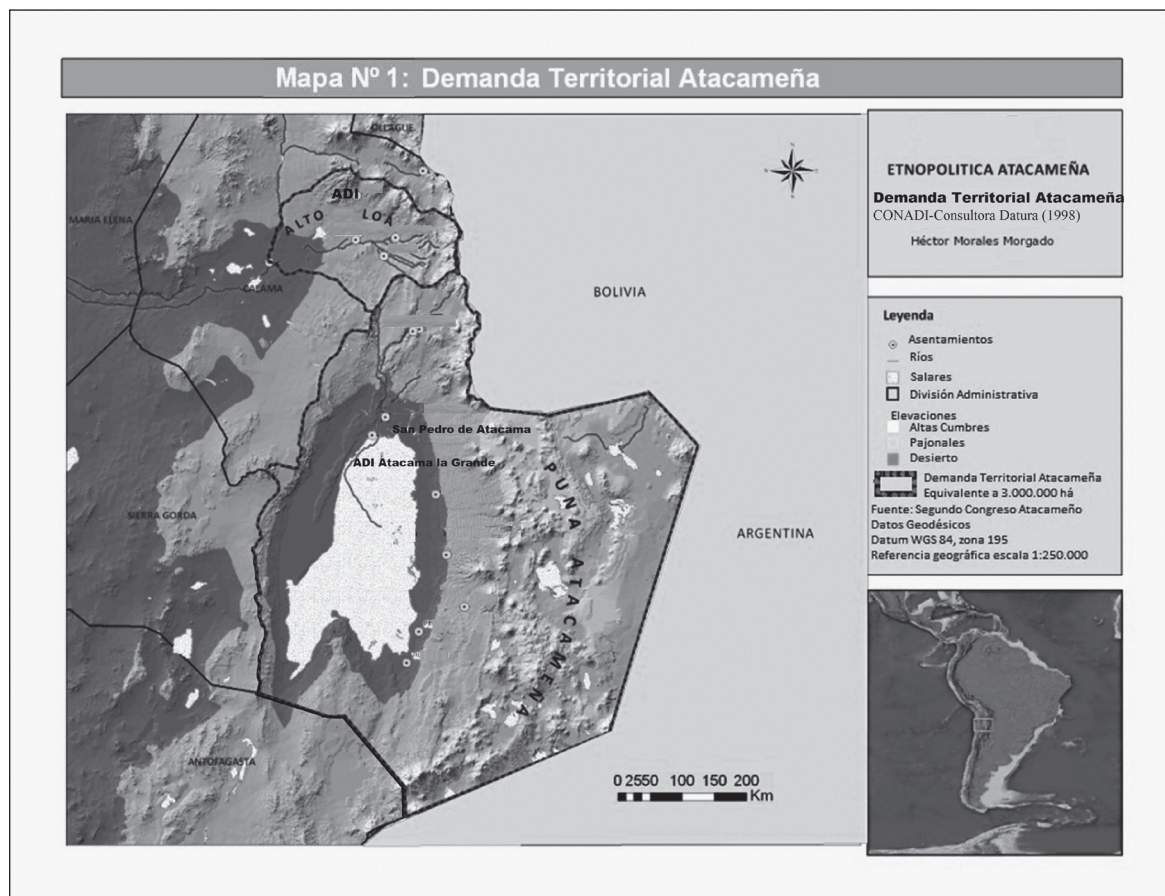 Mapa Nº 1: Demanda Territorial Atacameña
OLLAGUE
ADI
ALTO LOA
MARIA ELENA
CALAMA
BOLIVIA
San Pedro de Atacama
ADI Atacama la Grande
PUNA ATACAMEÑA
SIERRA GORDA
ARGENTINA
ANTOFAGASTA
0 2550 100 150 200
Km
ETNOPOLITICA ATACAMEÑA
Demanda Territorial Atacameña
CONADI-Consultora Datura (1998)
Héctor Morales Morgado
Leyenda
Asentamientos
Ríos
Salares
División Administrativa
Elevaciones
Altas Cumbres
Pajonales
Desierto
Demanda Territorial Atacameña
Equivalente a 3.000.000 há
Fuente: Segundo Congreso Atacameño
Datos Geodésicos
Datum WGS 84, zona 195
Referencia geográfica escala 1:250.000